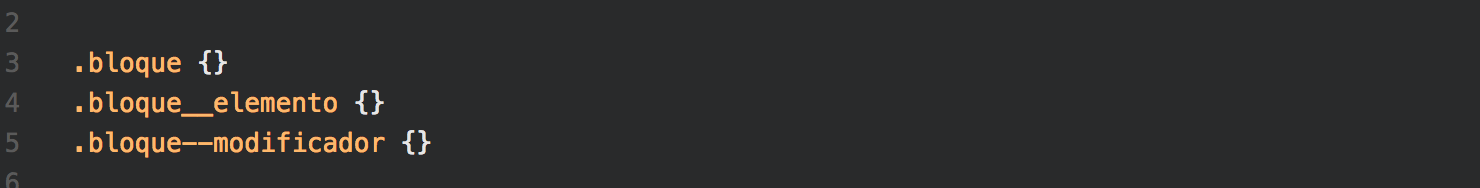 2
3 .bloque {}
4 .bloque__elemento {}
5 .bloque--modificador {}
6